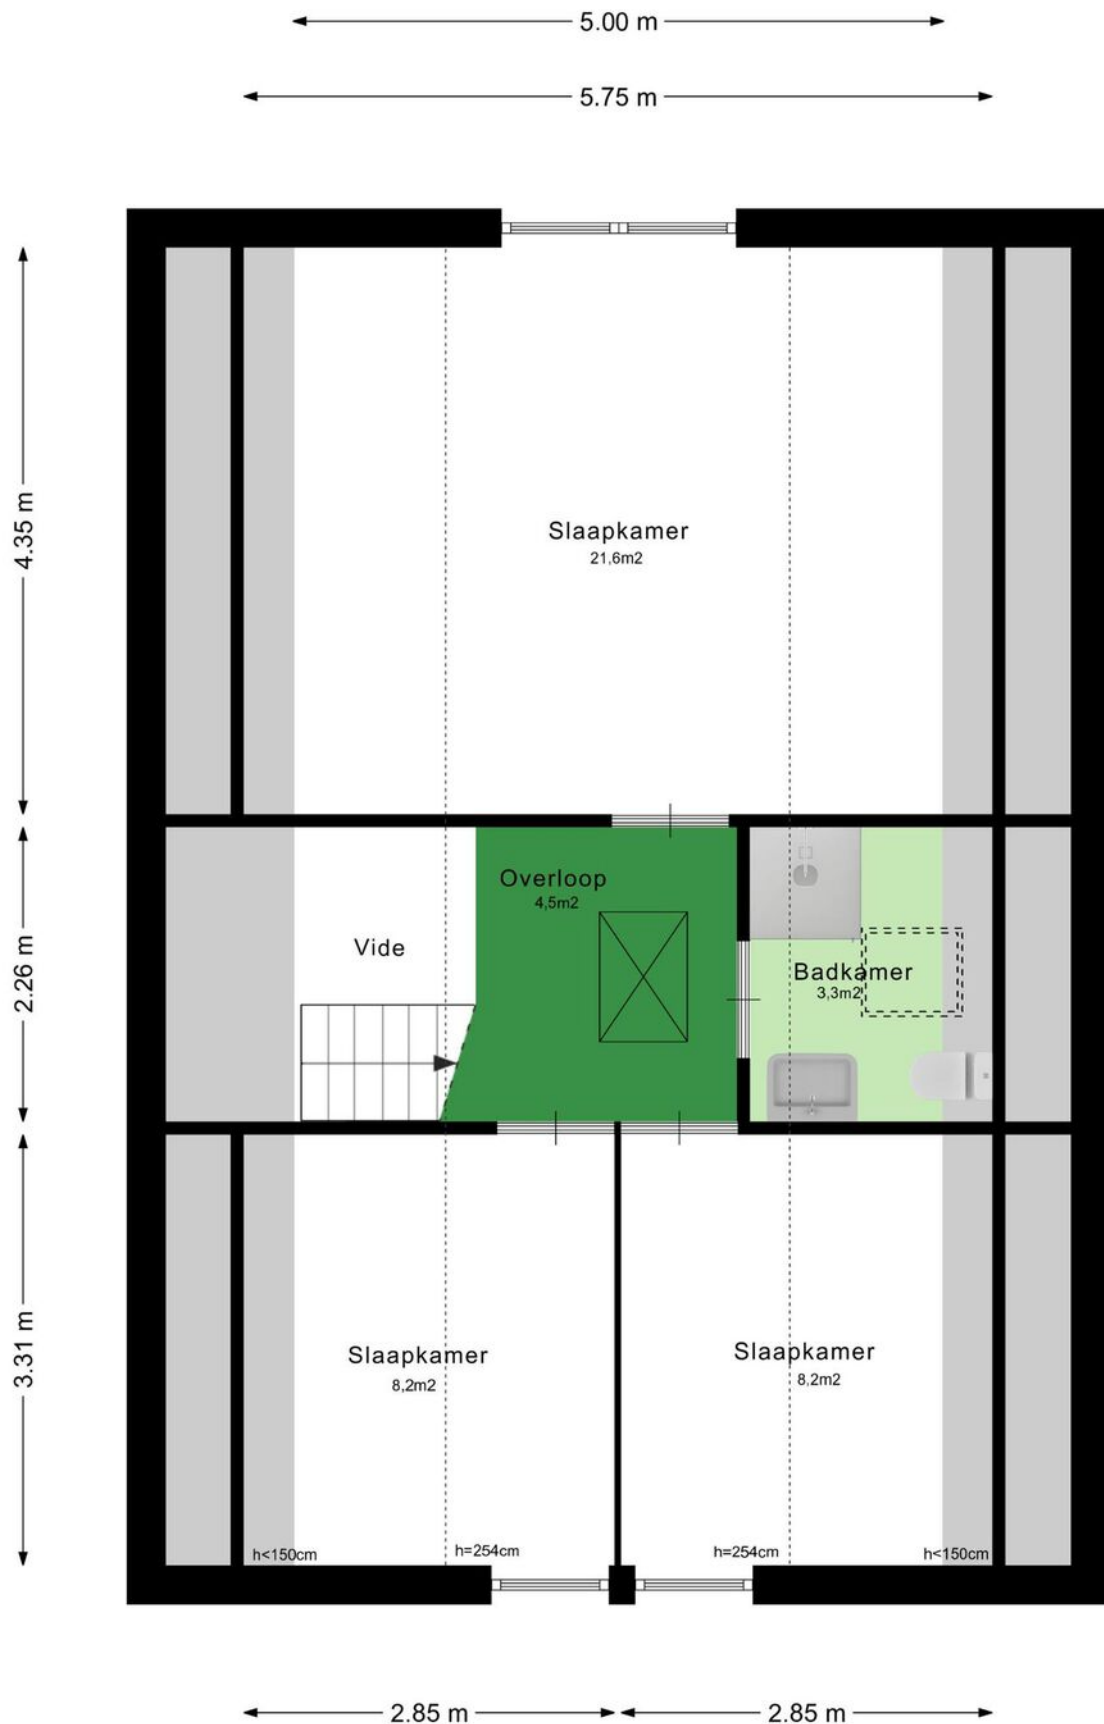 5.00 m
5.75 m
4.35 m
Slaapkamer
21,6m2
Overloop
4,5m2
Vide
Badkamer
3,3m2
2.26 m
3.31 m
Slaapkamer
8,2m2
Slaapkamer
8,2m2
h<150cm
h=254cm
h=254cm
h<150cm
2.85 m
2.85 m